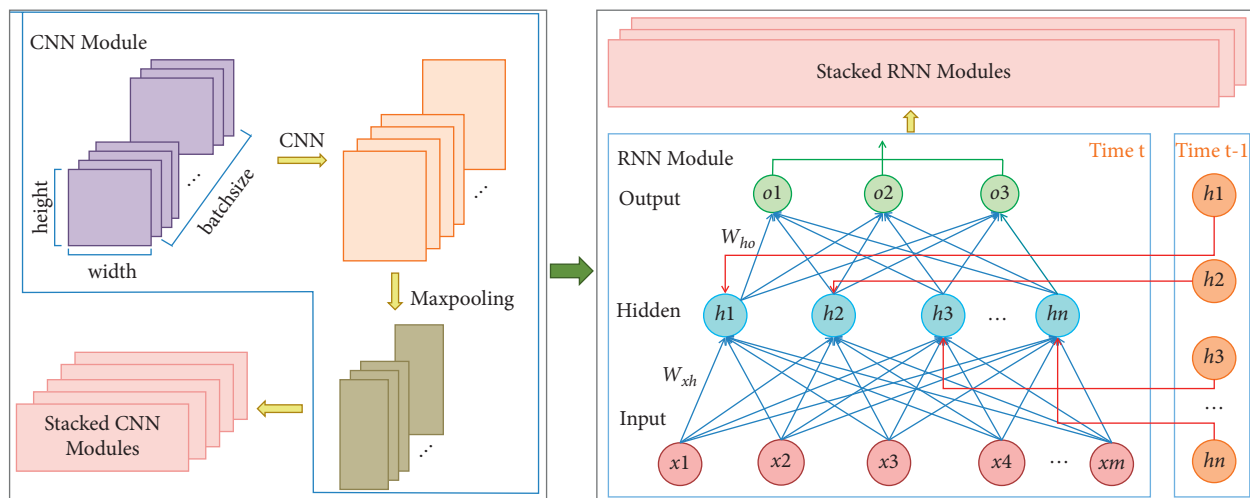 CNN Module
height
width
batchsize
...
CNN
...
Maxpooling
...
Stacked CNN
Modules
Stacked RNN Modules
RNN Module
Time t
Time t-1
Output
o1 o2 o3
h1
W_ho
h2
Hidden
h1 h2 h3 ... hn
h3
W_xh
...
Input
x1 x2 x3 x4 ... xm
hn